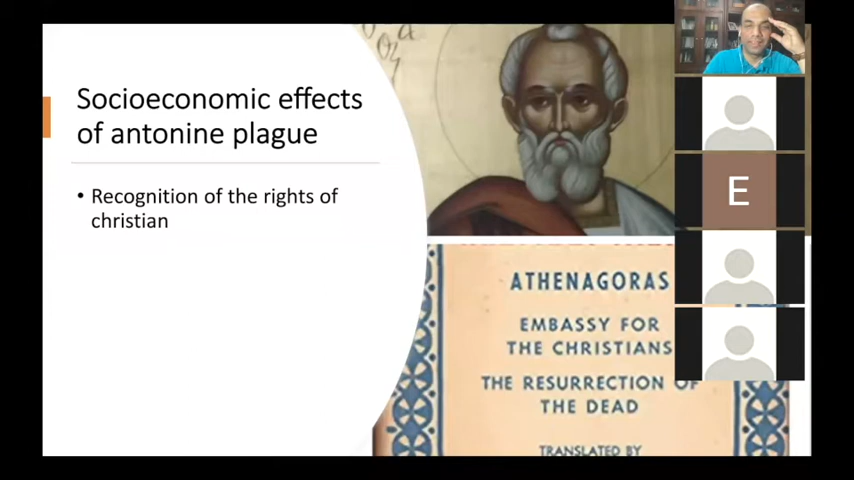 Socioeconomic effects
of antonine plague
• Recognition of the rights of
christian
ATHENAGORAS
EMBASSY FOR
THE CHRISTIANS
THE RESURRECTION OF
THE DEAD
TRANSLATED BY
E